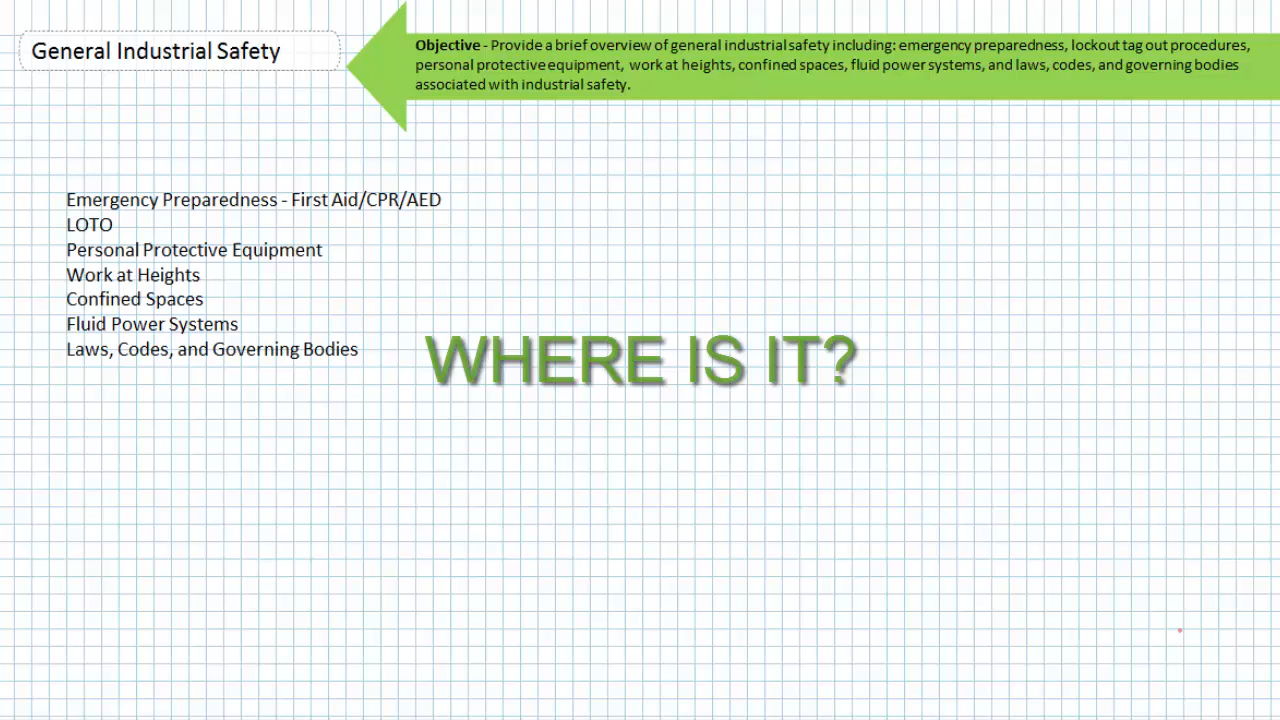 General Industrial Safety
Objective - Provide a brief overview of general industrial safety including: emergency preparedness, lockout tag out procedures,
personal protective equipment, work at heights, confined spaces, fluid power systems, and laws, codes, and governing bodies
associated with industrial safety.
Emergency Preparedness - First Aid/CPR/AED
LOTO
Personal Protective Equipment
Work at Heights
Confined Spaces
Fluid Power Systems
Laws, Codes, and Governing Bodies
WHERE IS IT?